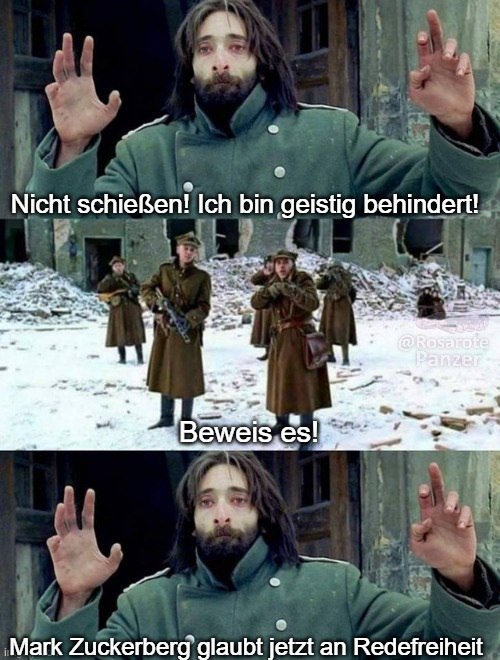 Nicht schießen! Ich bin geistig behindert!
@Rosarote
Panzer
Beweis es!
Mark Zuckerberg glaubt jetzt an Redefreiheit